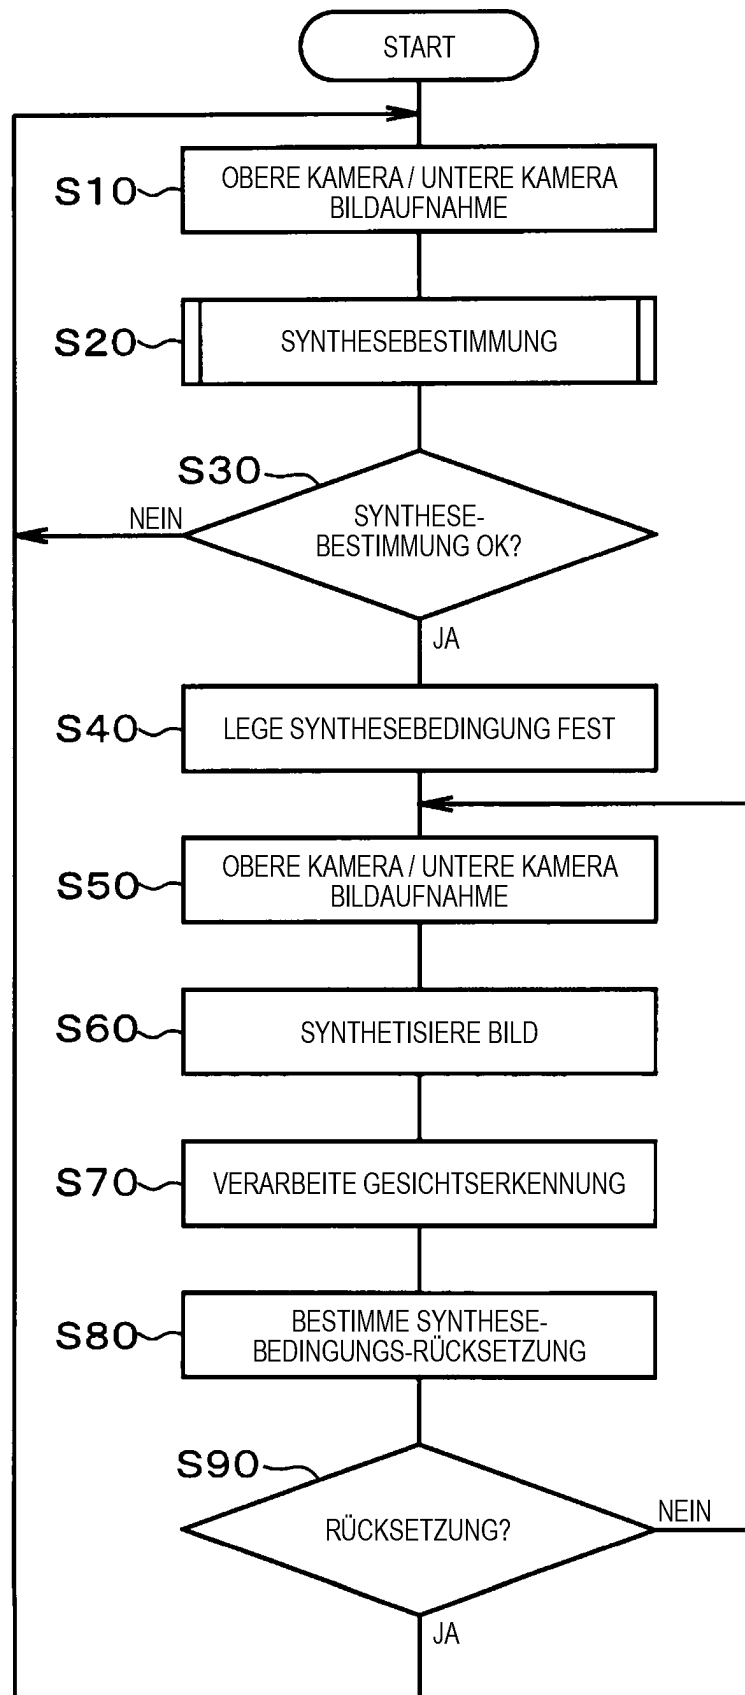 START
S10
OBERE KAMERA / UNTERE KAMERA
BILDAUFNAHME
S20
SYNTHESEBESTIMMUNG
S30
SYNTHESE-
BESTIMMUNG OK?
NEIN
JA
S40
LEGE SYNTHESEBEDINGUNG FEST
S50
OBERE KAMERA / UNTERE KAMERA
BILDAUFNAHME
S60
SYNTHETISIERE BILD
S70
VERARBEITE GESICHTSERKENNUNG
S80
BESTIMME SYNTHESE-
BEDINGUNGS-RÜCKSETZUNG
S90
RÜCKSETZUNG?
NEIN
JA